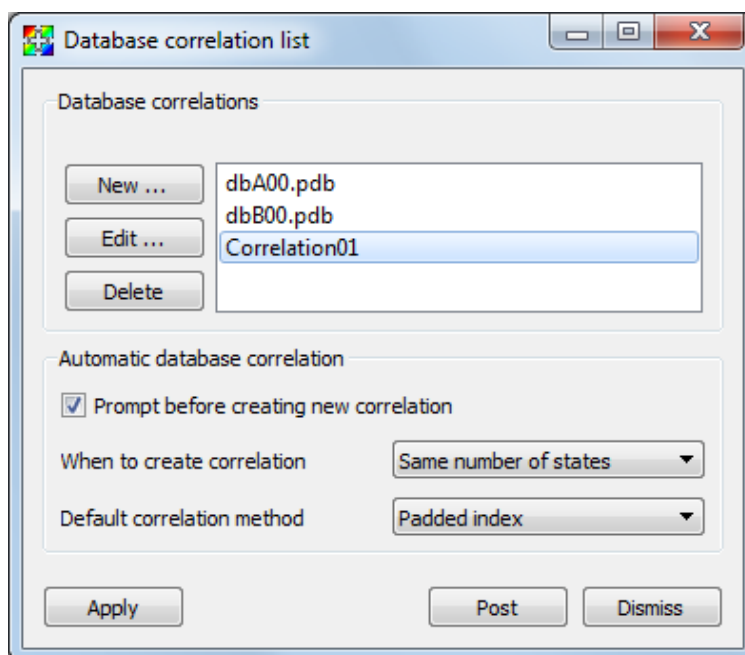 Database correlation list
Database correlations
New ...
Edit ...
Delete
dbA00.pdb
dbB00.pdb
Correlation01
Automatic database correlation
Prompt before creating new correlation
When to create correlation
Same number of states
Default correlation method
Padded index
Apply
Post
Dismiss